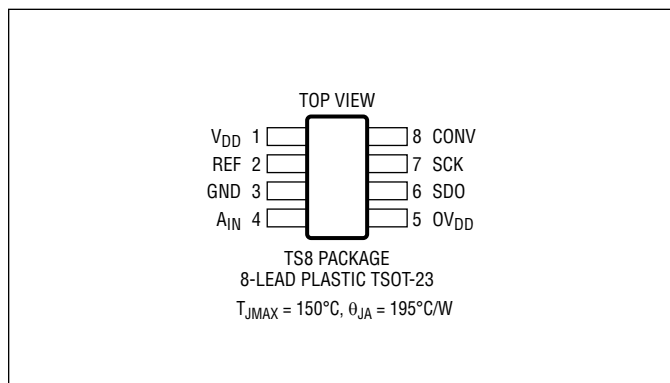 TOP VIEW
VDD 1 8 CONV
REF 2 7 SCK
GND 3 6 SDO
AIN 4 5 OVDD
TS8 PACKAGE
8-LEAD PLASTIC TSOT-23
TJMAX = 150°C, θJA = 195°C/W